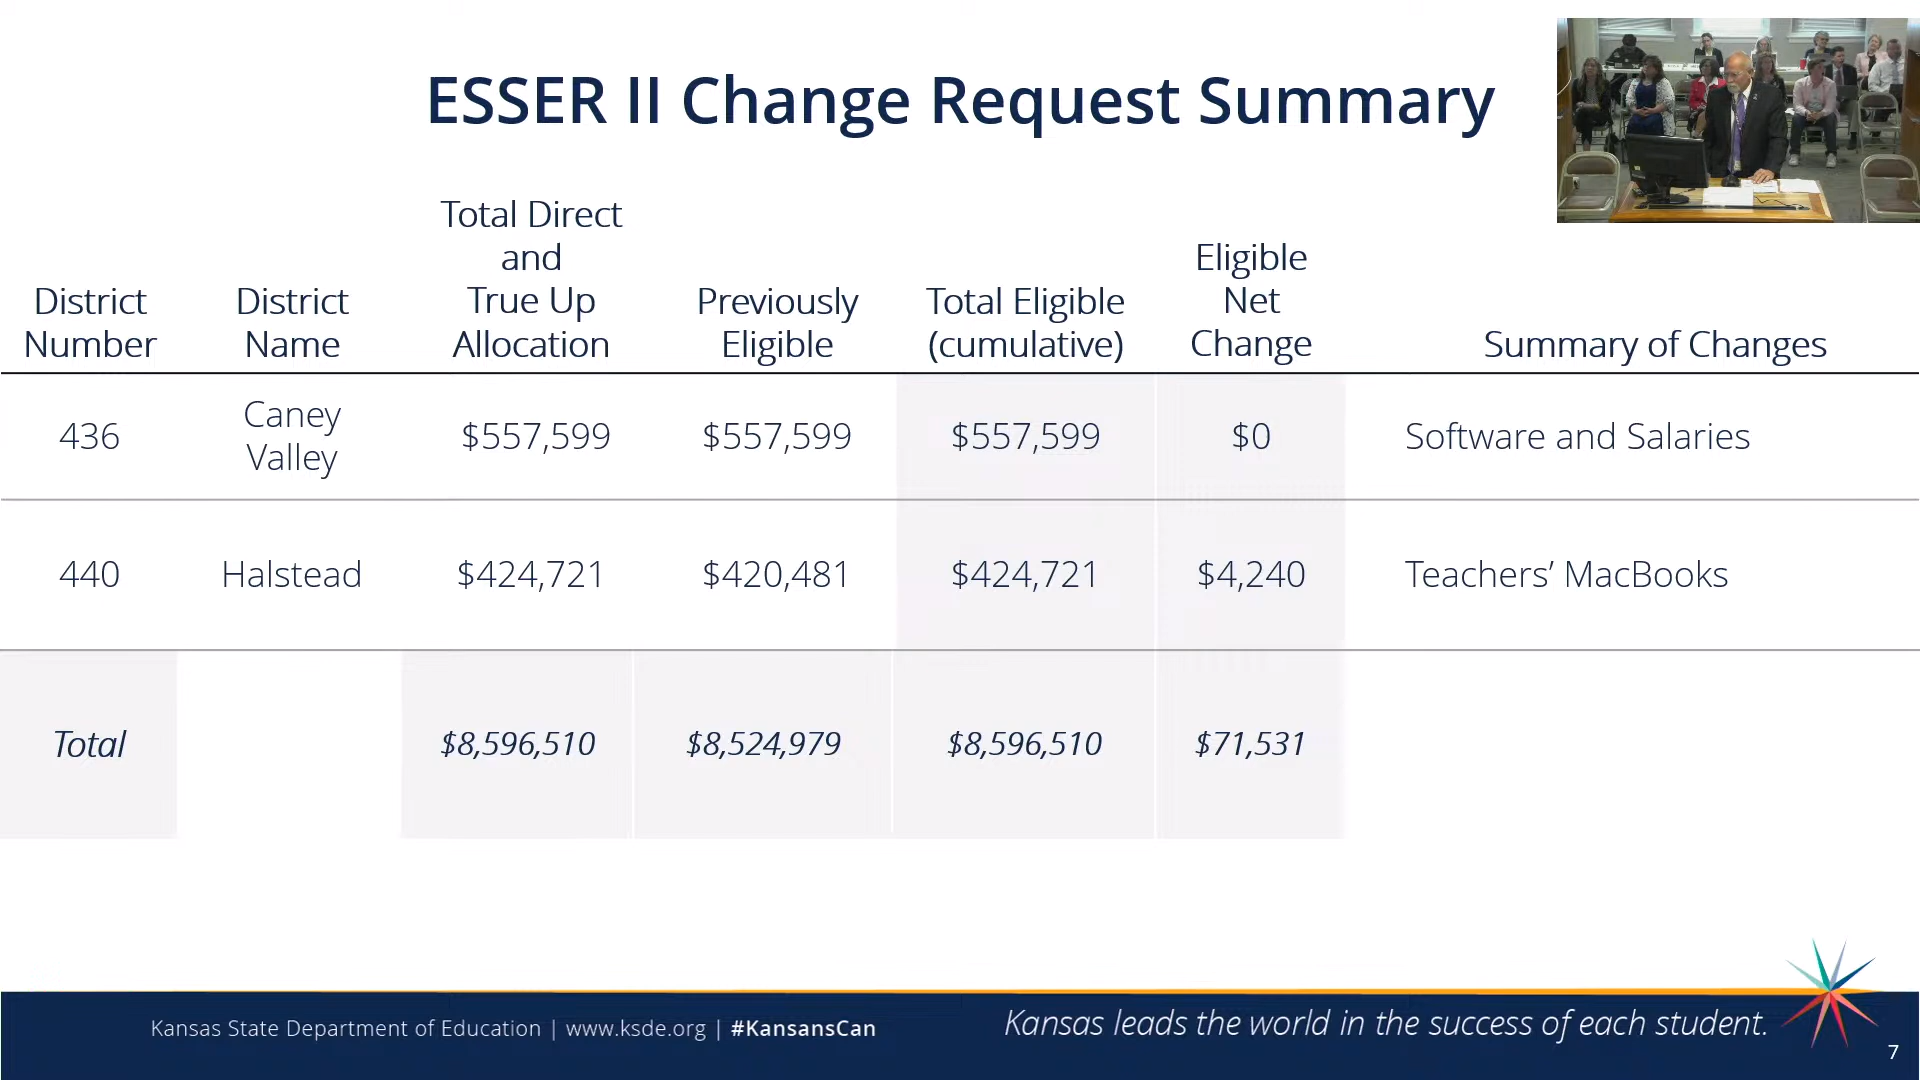 ESSER II Change Request Summary
District
Number
District
Name
Total Direct
and
True Up
Allocation
Previously
Eligible
Total Eligible
(cumulative)
Eligible
Net
Change
Summary of Changes
436
Caney
Valley
$557,599
$557,599
$557,599
$0
Software and Salaries
440
Halstead
$424,721
$420,481
$424,721
$4,240
Teachers’ MacBooks
Total
$8,596,510
$8,524,979
$8,596,510
$71,531
Kansas State Department of Education | www.ksde.org | #KansansCan
Kansas leads the world in the success of each student.
7